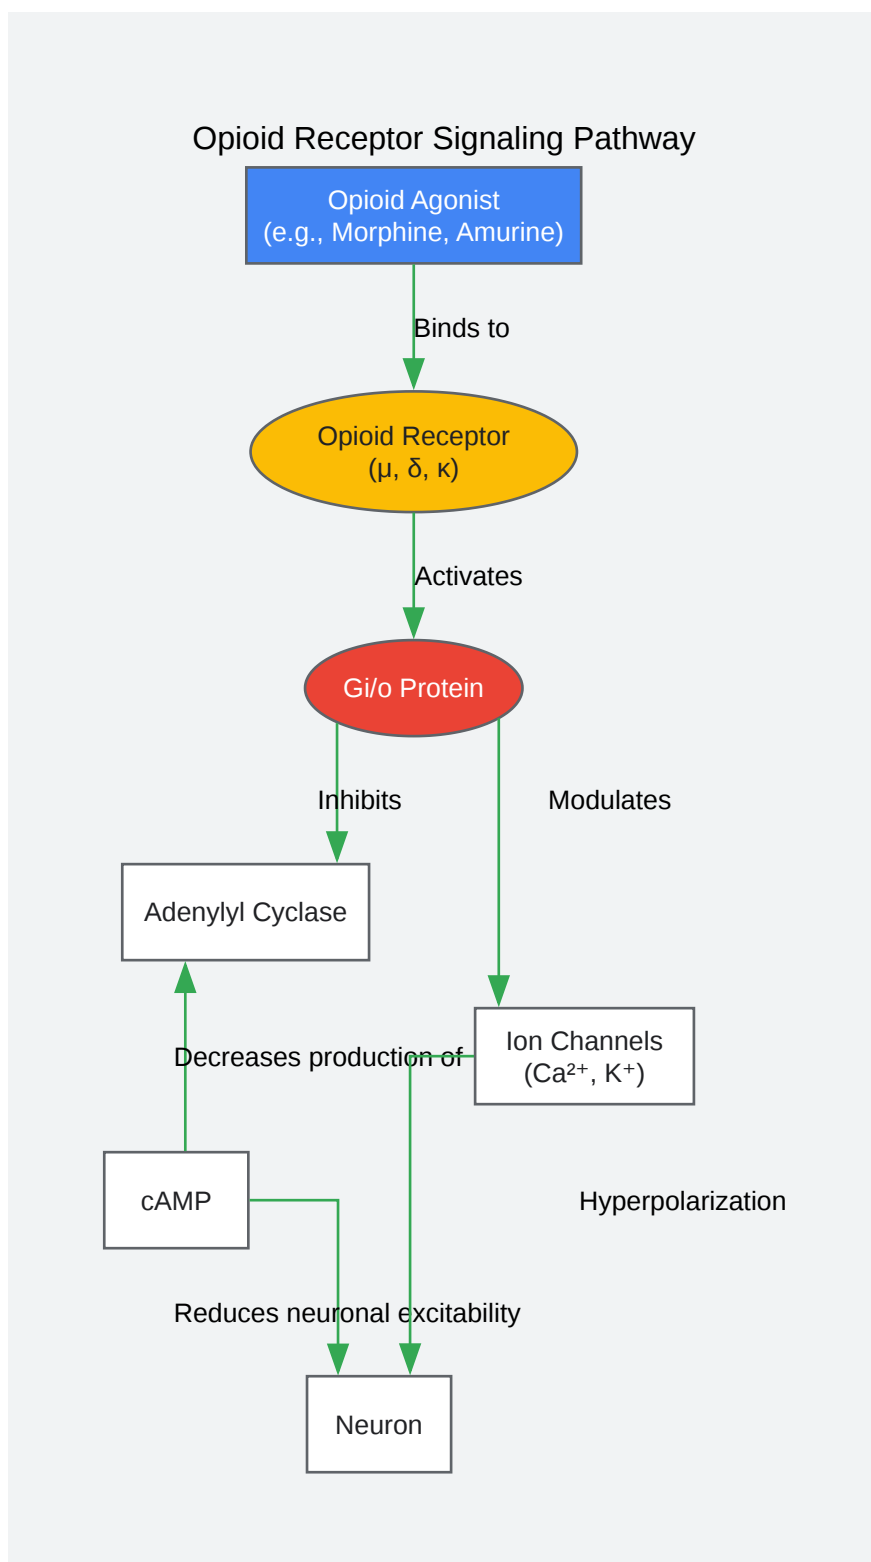 Opioid Receptor Signaling Pathway
Opioid Agonist
(e.g., Morphine, Amurine)
Binds to
Opioid Receptor
(μ, δ, κ)
Activates
Gi/o Protein
Inhibits
Modulates
Adenylyl Cyclase
Ion Channels
(Ca²⁺, K⁺)
Decreases production of
cAMP
Hyperpolarization
Reduces neuronal excitability
Neuron